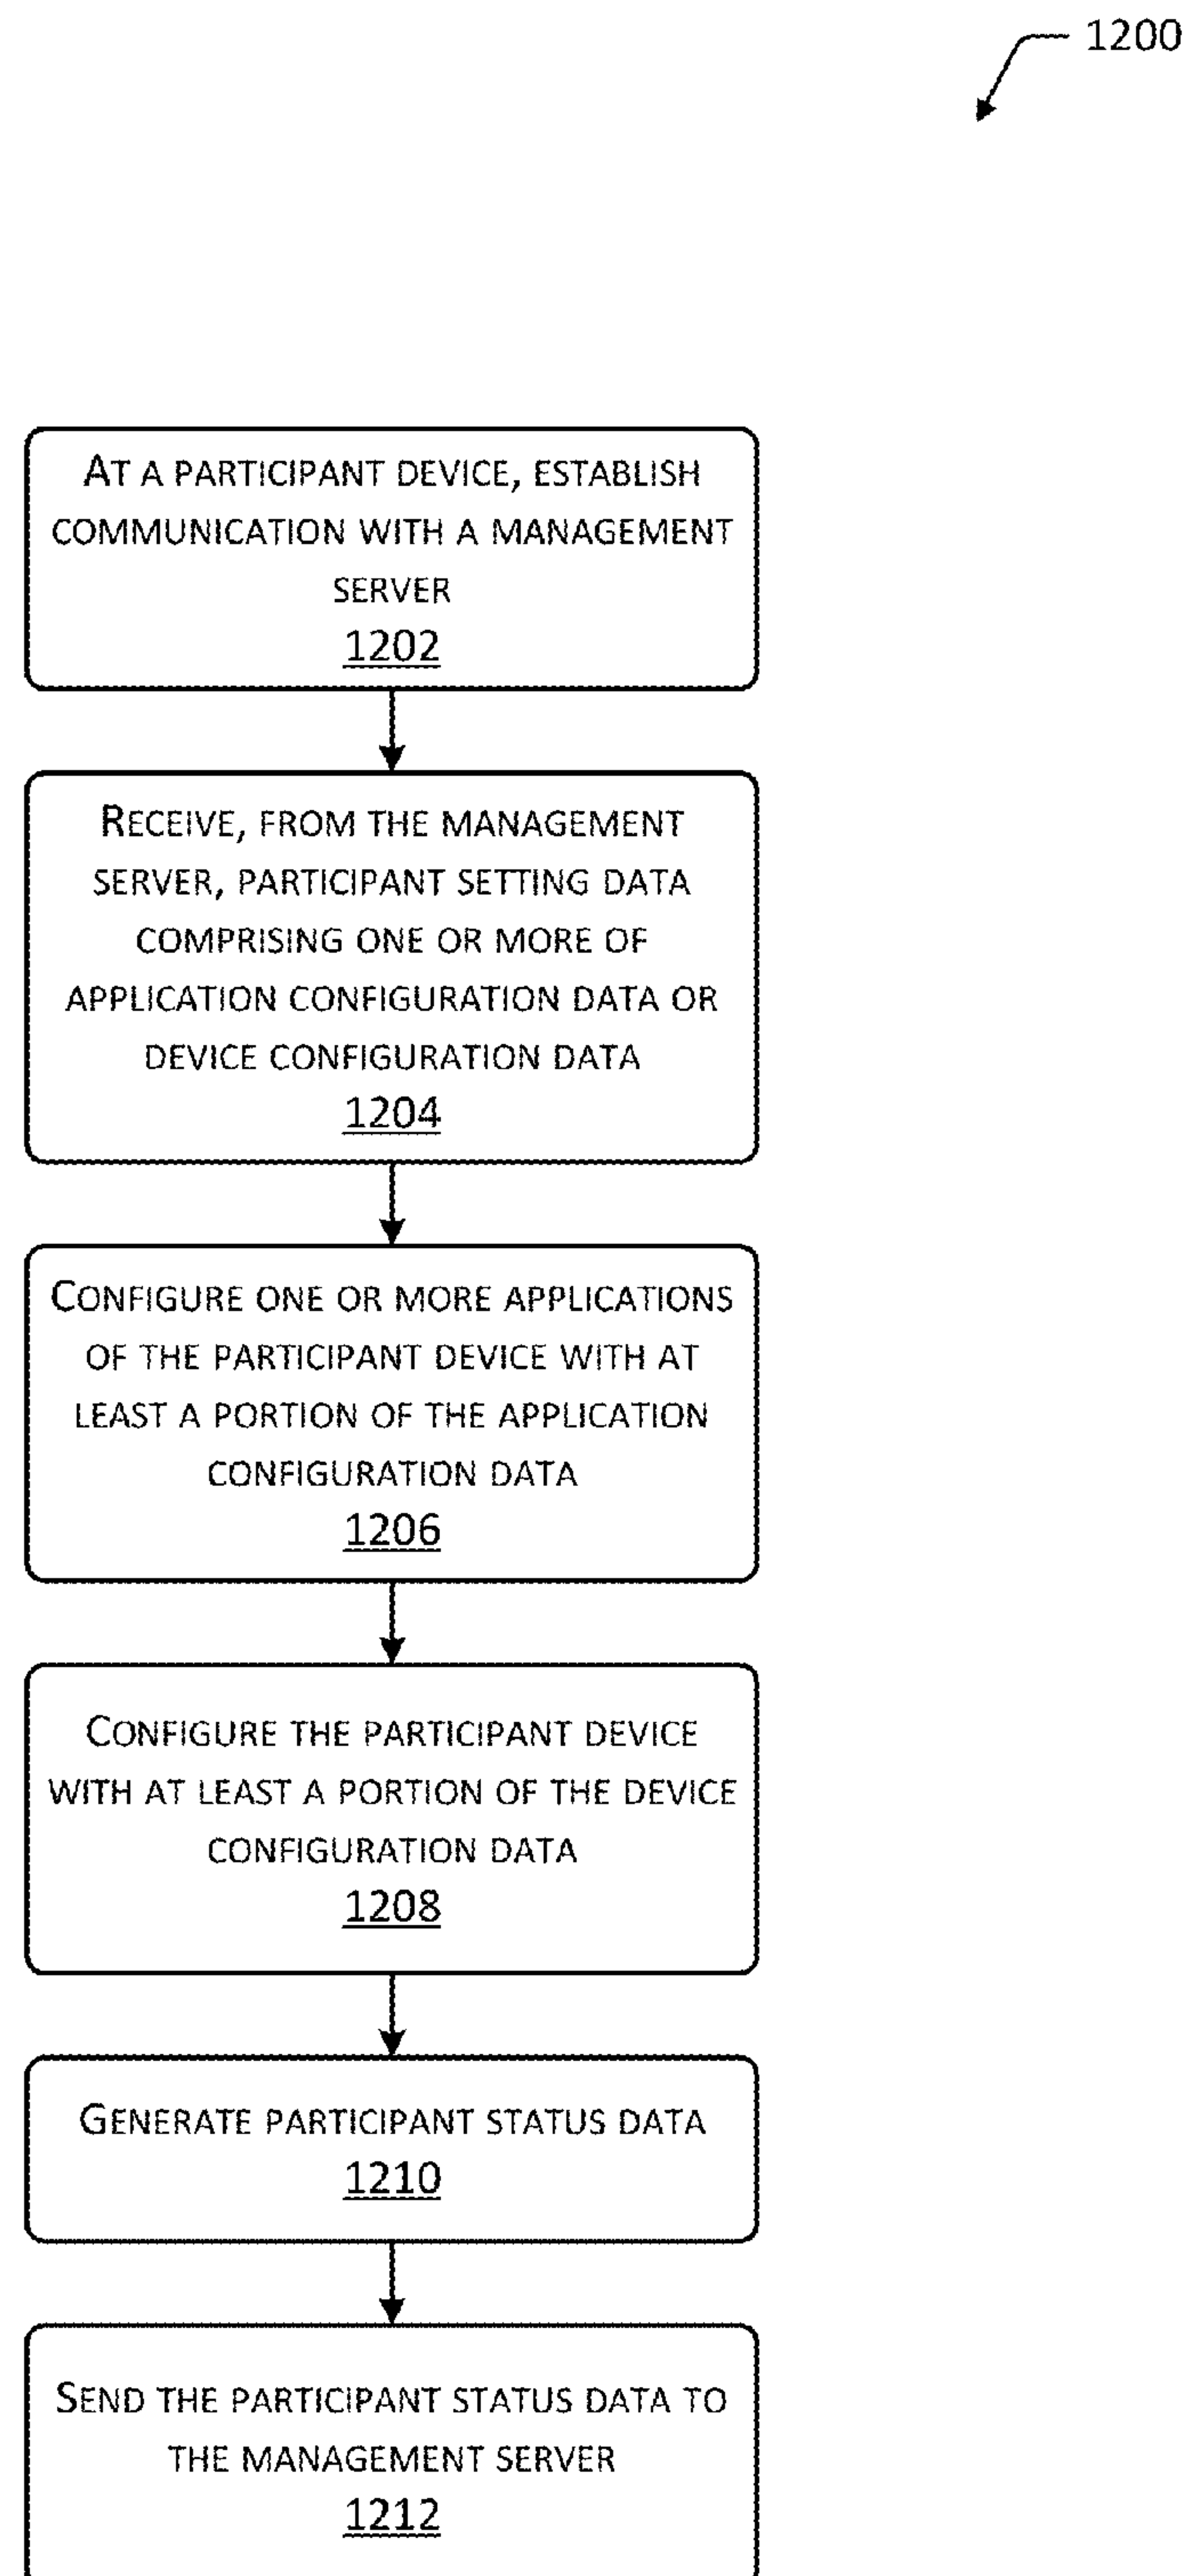 1200
At a participant device, establish
communication with a management
server
1202
Receive, from the management
server, participant setting data
comprising one or more of
application configuration data or
device configuration data
1204
Configure one or more applications
of the participant device with at
least a portion of the application
configuration data
1206
Configure the participant device
with at least a portion of the device
configuration data
1208
Generate participant status data
1210
Send the participant status data to
the management server
1212